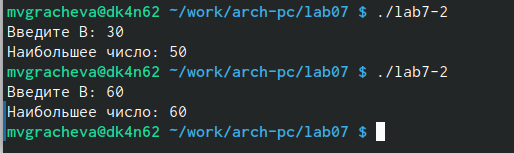 mvgracheva@dk4n62 ~/work/arch-pc/lab07 $ ./lab7-2
Введите В: 30
Наибольшее число: 50
mvgracheva@dk4n62 ~/work/arch-pc/lab07 $ ./lab7-2
Введите В: 60
Наибольшее число: 60
mvgracheva@dk4n62 ~/work/arch-pc/lab07 $